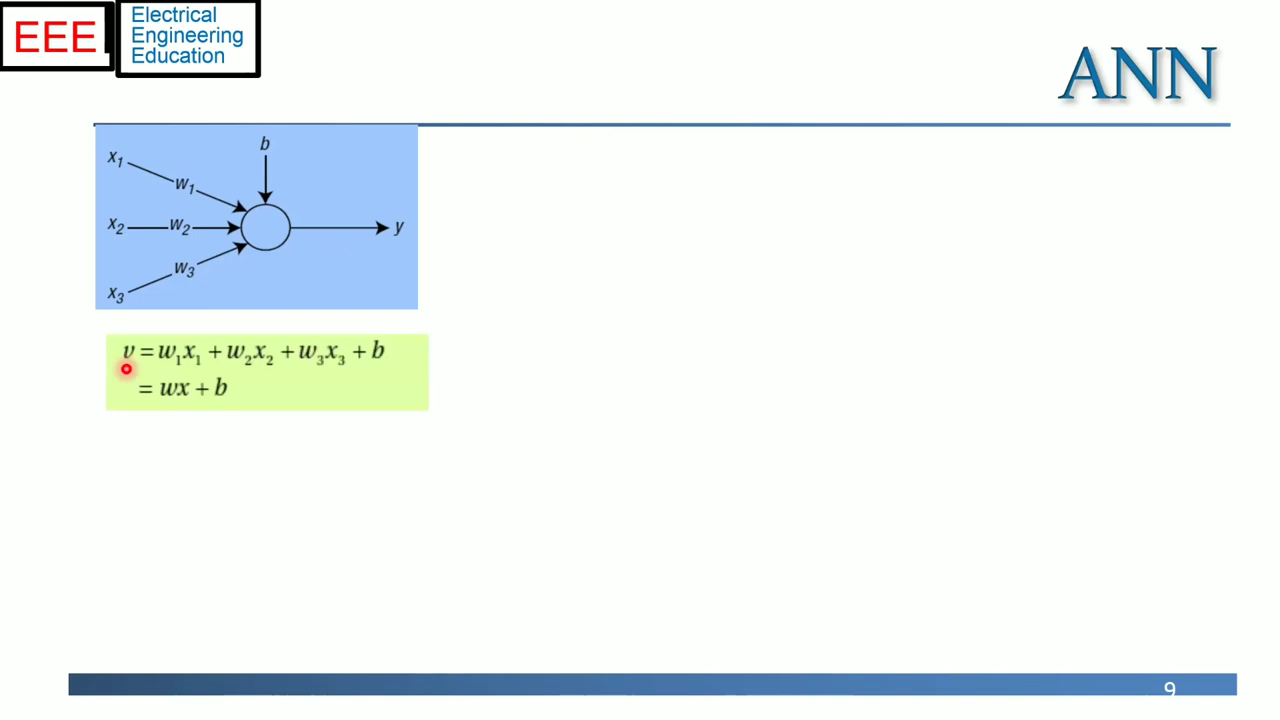 EEE
Electrical
Engineering
Education
ANN
b
x1
w1
x2
w2
y
w3
x3
v = w1x1 + w2x2 + w3x3 + b
= wx + b
9